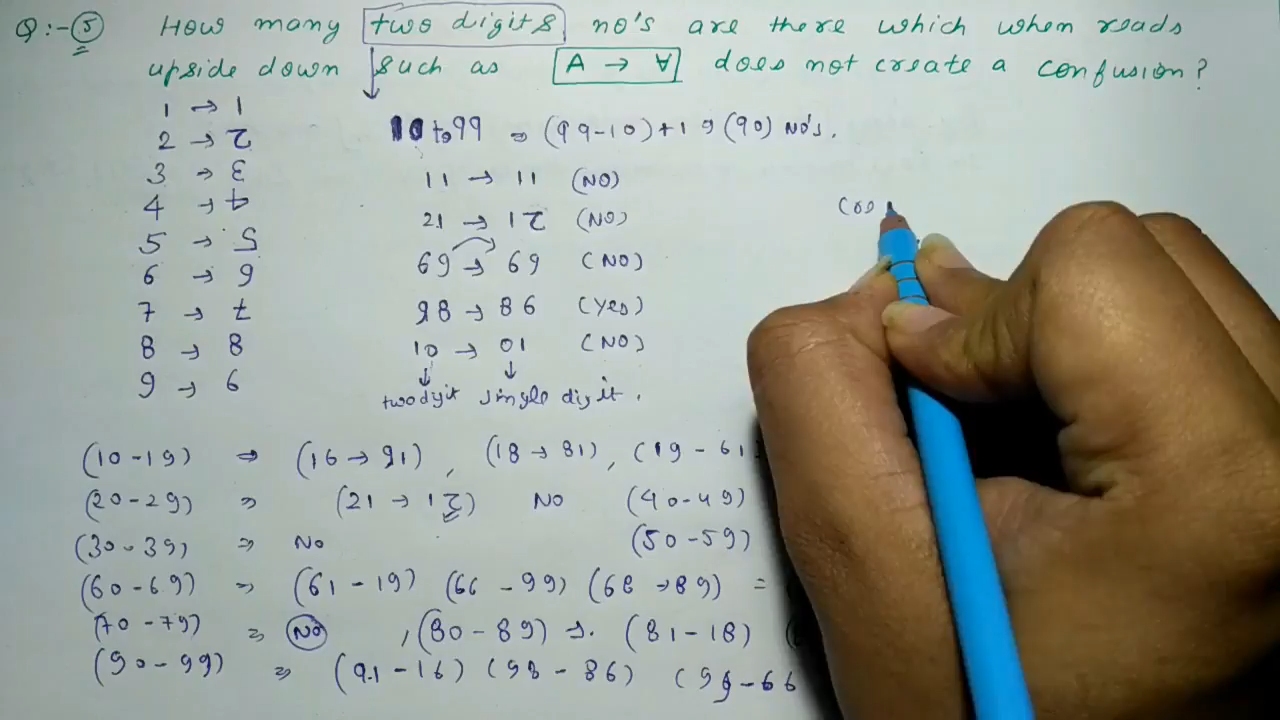 Q:-(5) How many two digits no's are there which when reads
upside down such as A → ∀ does not create a confusion?
1 → 1
2 → 2
3 → 3
4 → 4
5 → 5
6 → 9
7 → 7
8 → 8
9 → 6
10 to 99 ⇒ (99-10)+1 ⇒ (90) No's.
11 → 11 (NO)
21 → 12 (NO)
69 → 69 (NO)
98 → 86 (Yes)
10 → 01 (NO)
↓ ↓
two dyit single digit.
(10-19) ⇒ (16→91), (18→81), (19-61
(20-29) ⇒ (21→12) NO (40-49)
(30-39) ⇒ NO (50-59)
(60-69) ⇒ (61-19) (66-99) (68→89) =
(70-79) ⇒ (NO) , (80-89) ⇒. (81-18) (
(90-99) ⇒ (91-16) (98-86) (99-66